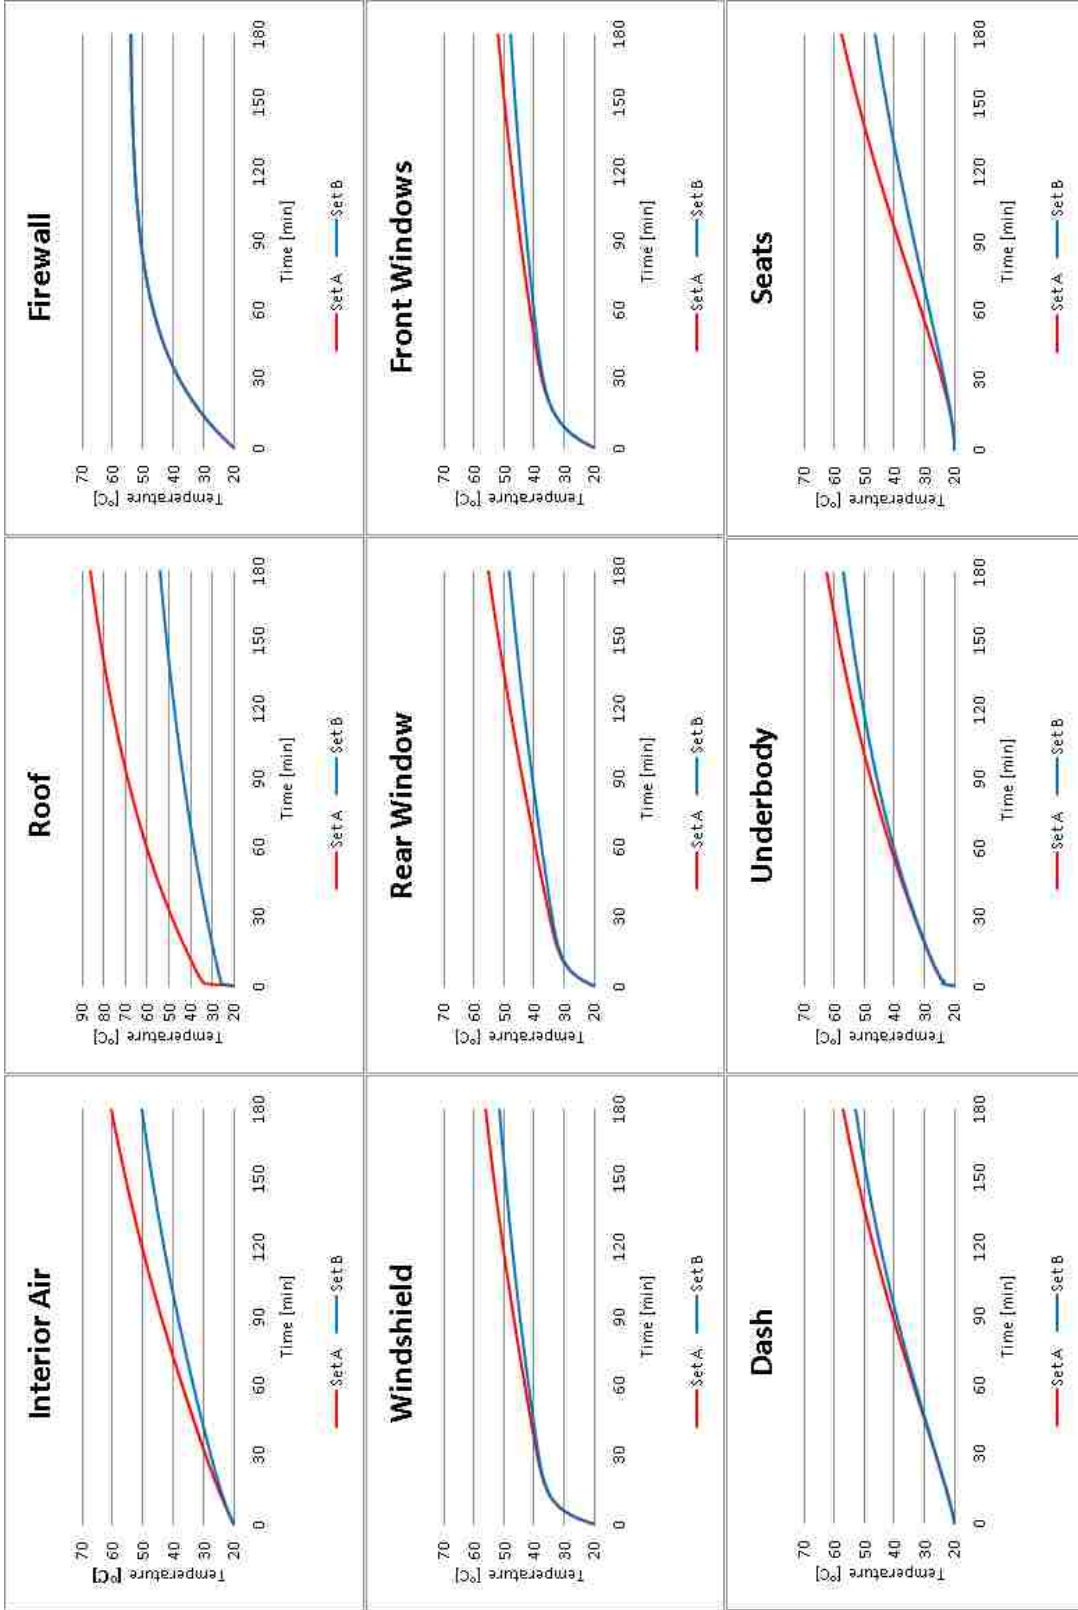 Interior Air
Temperature [°C]
70
60
50
40
30
20
0 30 60 90 120 150 180
Time [min]
Set A Set B
Roof
Temperature [°C]
90
80
70
60
50
40
30
20
0 30 60 90 120 150 180
Time [min]
Set A Set B
Firewall
Temperature [°C]
70
60
50
40
30
20
0 30 60 90 120 150 180
Time [min]
Set A Set B
Windshield
Temperature [°C]
70
60
50
40
30
20
0 30 60 90 120 150 180
Time [min]
Set A Set B
Rear Window
Temperature [°C]
70
60
50
40
30
20
0 30 60 90 120 150 180
Time [min]
Set A Set B
Front Windows
Temperature [°C]
70
60
50
40
30
20
0 30 60 90 120 150 180
Time [min]
Set A Set B
Dash
Temperature [°C]
70
60
50
40
30
20
0 30 60 90 120 150 180
Time [min]
Set A Set B
Underbody
Temperature [°C]
70
60
50
40
30
20
0 30 60 90 120 150 180
Time [min]
Set A Set B
Seats
Temperature [°C]
70
60
50
40
30
20
0 30 60 90 120 150 180
Time [min]
Set A Set B